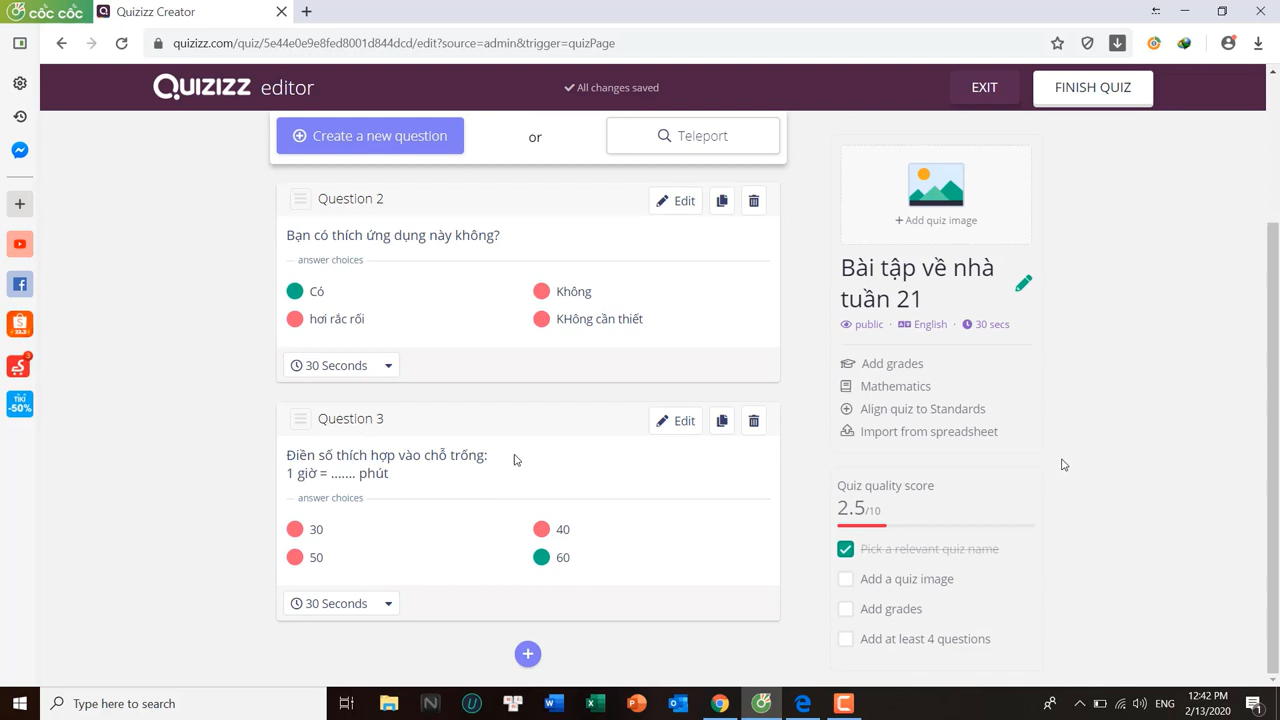 cốc cốc
Quizizz Creator
quizizz.com/quiz/5e44e0e9e8fed8001d844dcd/edit?source=admin&trigger=quizPage
QUIZIZZ editor
All changes saved
EXIT
FINISH QUIZ
Create a new question
or
Teleport
Question 2
Edit
Bạn có thích ứng dụng này không?
answer choices
Có
Không
hơi rắc rối
KHông cần thiết
30 Seconds
Question 3
Edit
Điền số thích hợp vào chỗ trống:
1 giờ = ....... phút
answer choices
30
40
50
60
30 Seconds
+ Add quiz image
Bài tập về nhà
tuần 21
public · English · 30 secs
Add grades
Mathematics
Align quiz to Standards
Import from spreadsheet
Quiz quality score
2.5/10
Pick a relevant quiz name
Add a quiz image
Add grades
Add at least 4 questions
3
TIKI
-50%
Type here to search
ENG
12:42 PM
2/13/2020